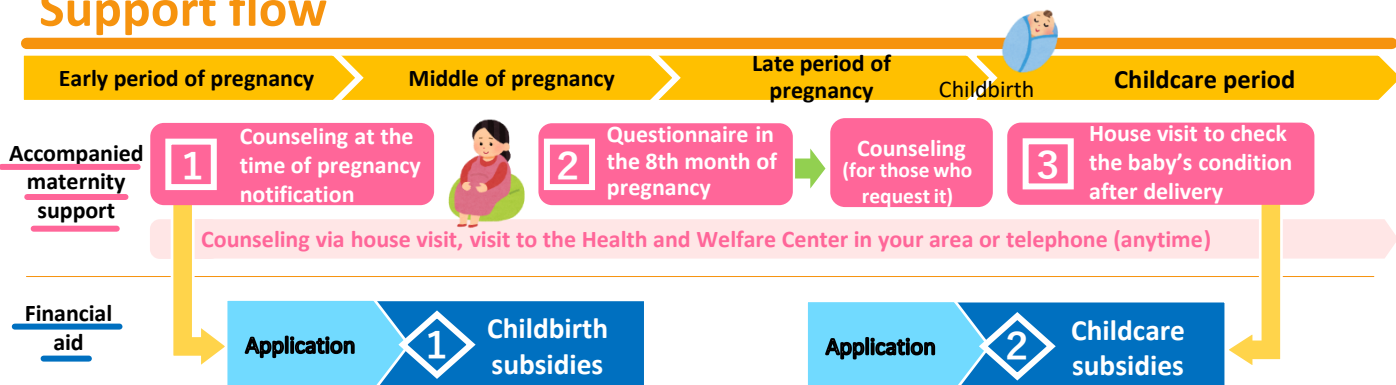 Support flow
Early period of pregnancy
Middle of pregnancy
Late period of
pregnancy
Childbirth
Childcare period
Accompanied
maternity
support
1
Counseling at the
time of pregnancy
notification
2
Questionnaire in
the 8th month of
pregnancy
Counseling
(for those who
request it)
3
House visit to check
the baby's condition
after delivery
Counseling via house visit, visit to the Health and Welfare Center in your area or telephone (anytime)
Financial
aid
Application
1
Childbirth
subsidies
Application
2
Childcare
subsidies